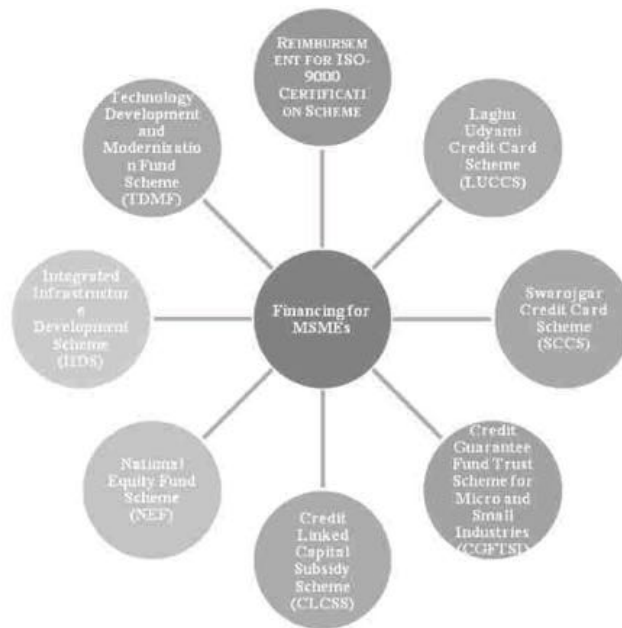 REIMBURSEM
ENT FOR ISO-
9000
CERTIFICATI
ON SCHEME
Laghu
Udyami
Credit Card
Scheme
(LUCCS)
Swarojgar
Credit Card
Scheme
(SCCS)
Credit
Guarantee
Fund Trust
Scheme for
Micro and
Small
Industries
(CGFTSI)
Credit
Linked
Capital
Subsidy
Scheme
(CLCSS)
National
Equity Fund
Scheme
(NEF)
Integrated
Infrastructur
e
Development
Scheme
(IIDS)
Technology
Development
and
Modernizatio
n Fund
Scheme
(TDMF)
Financing for
MSMEs